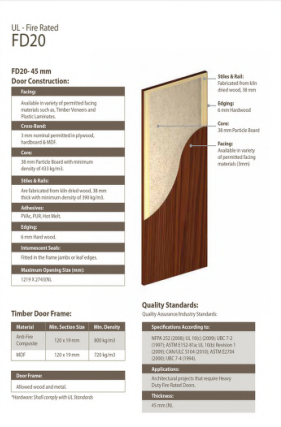 UL - Fire Rated
FD20
FD20- 45 mm
Door Construction:
Facing:
Available in variety of permitted facing
materials such as, Timber Veneers and
Plastic Laminates.
Cross Band:
3 mm nominal permitted in plywood,
hardboard & MDF.
Core:
38 mm Particle Board with minimum
density of
Stiles & Rails:
Are fabricated from kiln dried wood, 38 mm
thick with minimum density of 390 kg/m3.
Adhesives:
PVAc, PUR, Hot Melt.
Edging:
6 mm Hard wood.
Intumescent Seals:
Fitted in the frame jambs or leaf edges.
Maximum Opening Size (mm):
1219 X 2743(H).
Stiles & Rail:
Fabricated from kiln
dried wood, 38 mm
Edging:
6 mm Hardwood
Core:
38 mm Particle Board
Facing:
Available in variety
of permitted facing
materials (3mm)
Timber Door Frame:
Material Min. Section Size Min. Density
Anti Fire
Composite 120 x 19 mm 800 kg/m3
MDF 120 x 19 mm 720 kg/m3
Door Frame:
Allowed wood and metal.
*Hardware: Shall comply with UL Standards
Quality Standards:
Quality Assurance/Industry Standards
Specifications According to:
NFPA 252 (2008); UL 10(c) (2009); UBC 7-2
(1997); ASTM E152-81a; UL 10(b) Revision 1
(2009); CAN/ULC S104 (2010); ASTM E2704
(2008); UBC 7-4 (1994).
Applications:
Architectural projects that require Heavy
Duty Fire Rated Doors.
Thickness:
45 mm